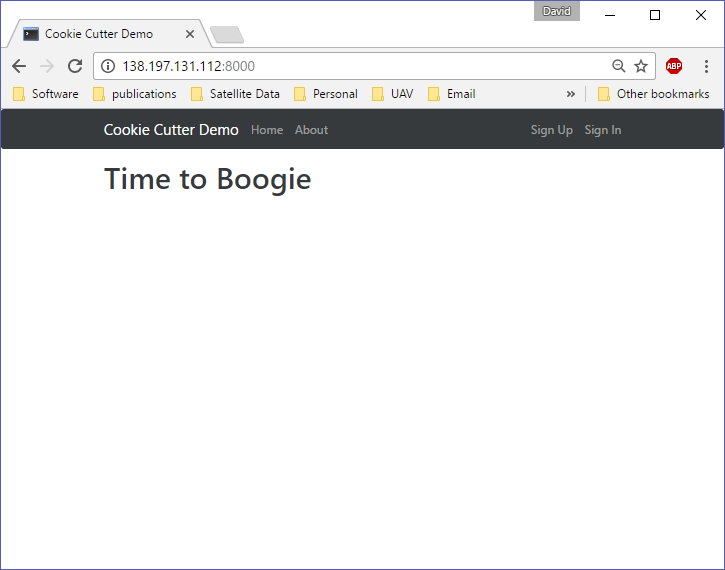 David
Cookie Cutter Demo
138.197.131.112:8000
ABP
Software publications Satellite Data Personal UAV Email » Other bookmarks
Cookie Cutter Demo Home About Sign Up Sign In
Time to Boogie